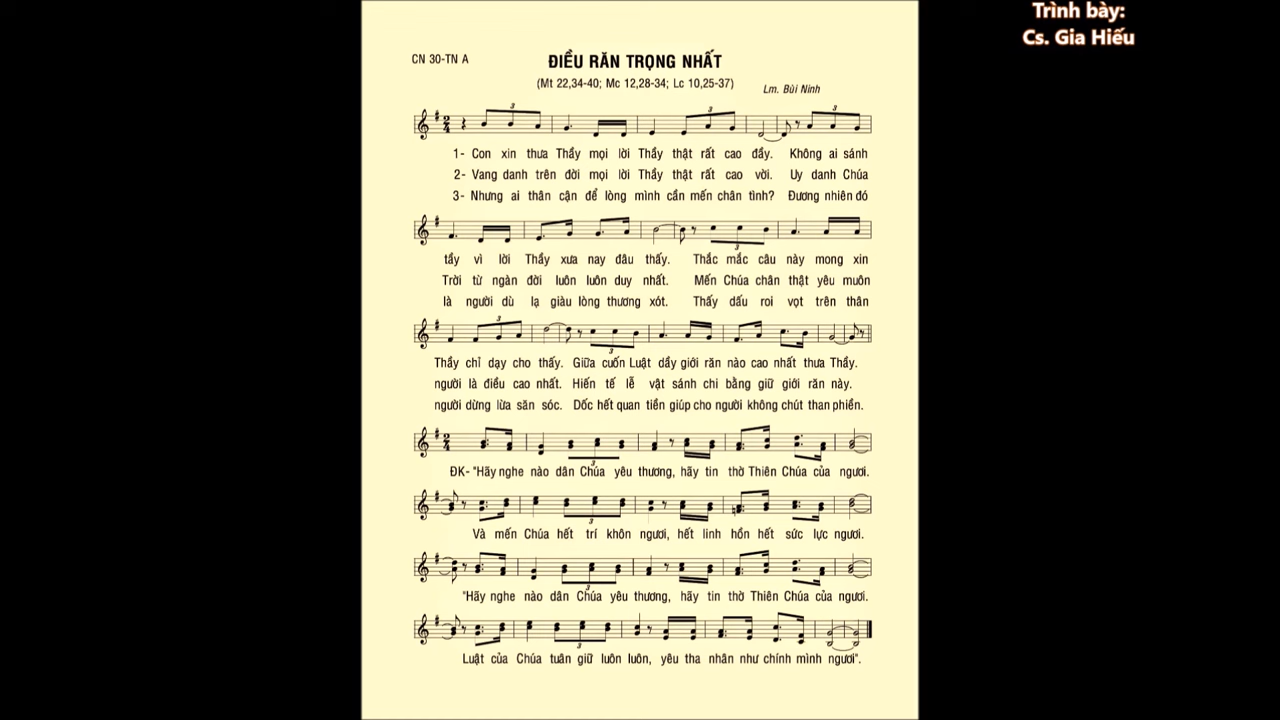 Trình bày:
Cs. Gia Hiếu
CN 30-TN A
ĐIỀU RĂN TRỌNG NHẤT
(Mt 22,34-40; Mc 12,28-34; Lc 10,25-37)
Lm. Bùi Ninh
1- Con xin thưa Thầy mọi lời Thầy thật rất cao đẩy. Không ai sánh
2- Vang danh trên đời mọi lời Thầy thật rất cao vời. Uy danh Chúa
3- Nhưng ai thân cận để lòng mình cần mến chân tình? Đương nhiên đó
tầy vì lời Thầy xưa nay đâu thấy. Thắc mắc câu này mong xin
Trời từ ngàn đời luôn luôn duy nhất. Mến Chúa chân thật yêu muôn
là người dù lạ giàu lòng thương xót. Thấy dấu roi vọt trên thân
Thầy chỉ dạy cho thấy. Giữa cuốn Luật dầy giới răn nào cao nhất thưa Thầy.
người là điều cao nhất. Hiến tế lễ vật sánh chi bằng giữ giới răn này.
người dừng lừa săn sóc. Dốc hết quan tiền giúp cho người không chút than phiền.
ĐK- "Hãy nghe nào dân Chúa yêu thương, hãy tin thờ Thiên Chúa của ngươi.
Và mến Chúa hết trí khôn ngươi, hết linh hồn hết sức lực ngươi.
"Hãy nghe nào dân Chúa yêu thương, hãy tin thờ Thiên Chúa của ngươi.
Luật của Chúa tuân giữ luôn luôn, yêu tha nhân như chính mình ngươi".